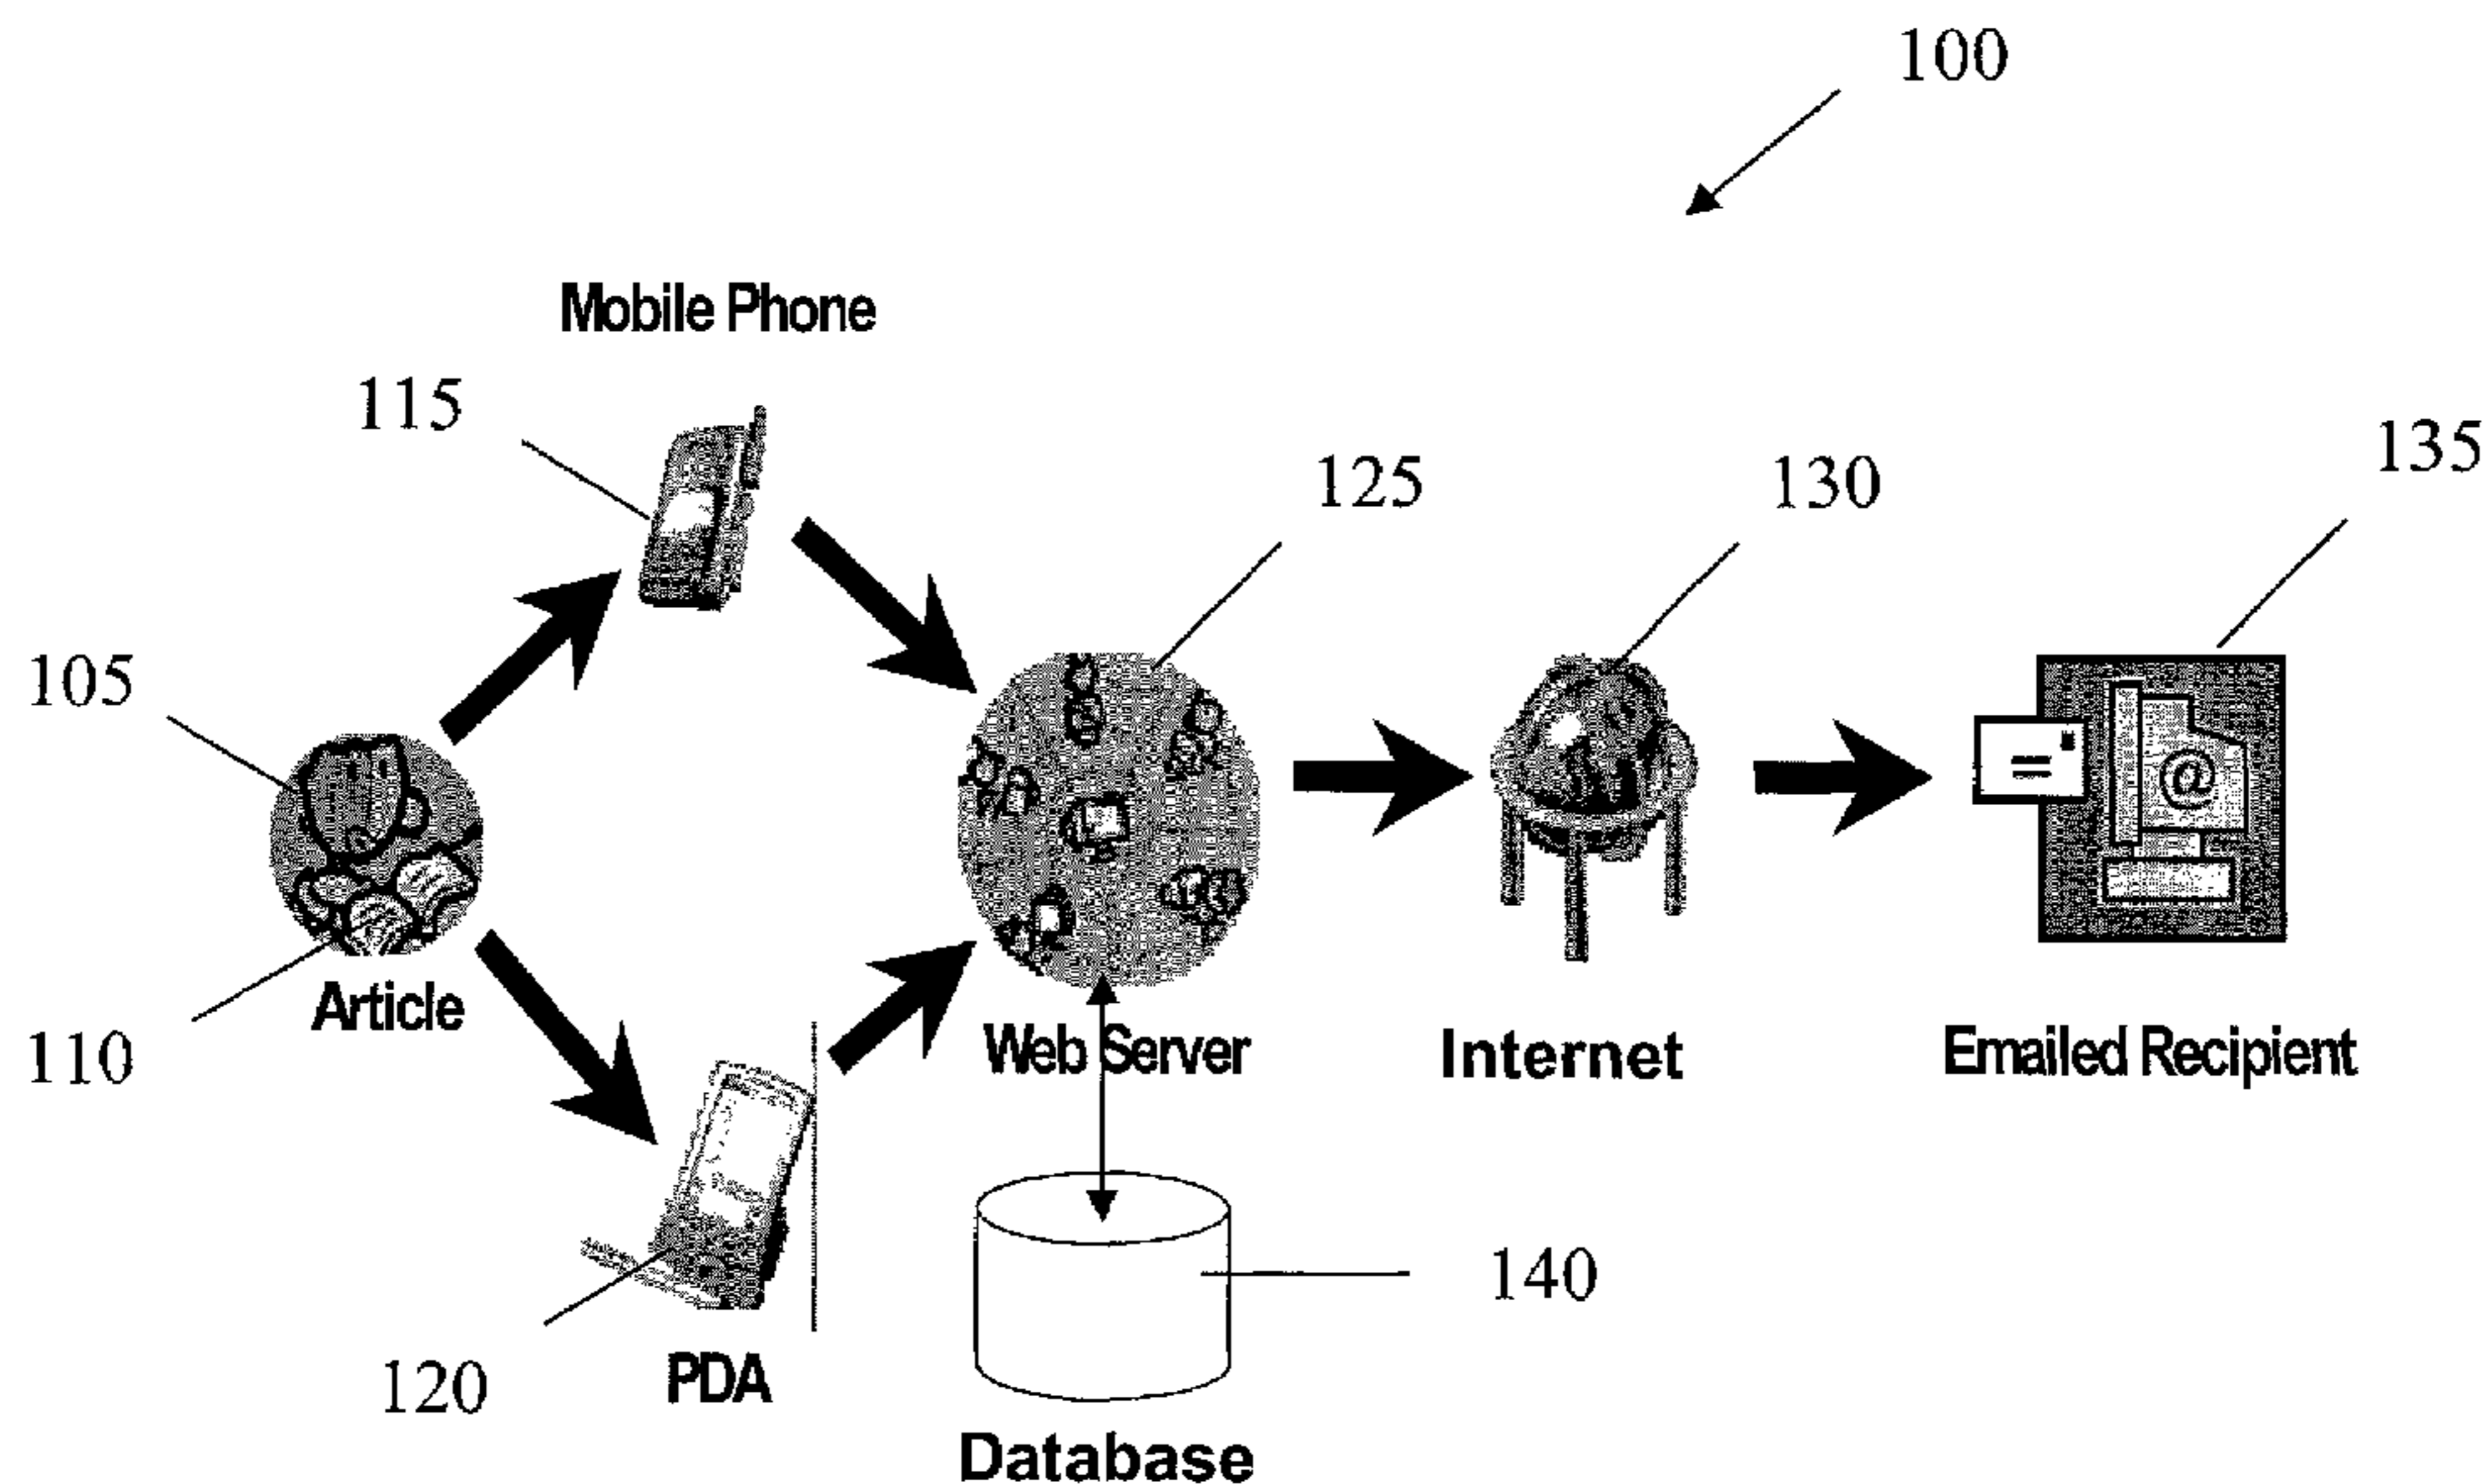 100
Mobile Phone
115
125
130
135
105
110
Article
Web Server
Internet
Emailed Recipient
@
120
PDA
140
Database